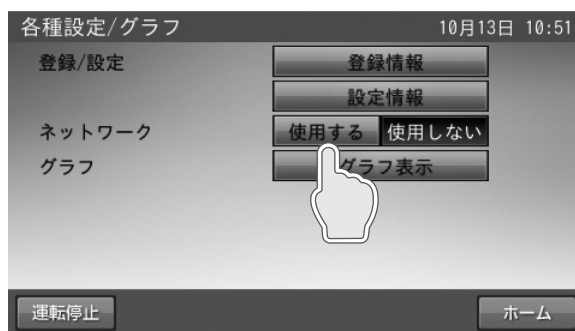 各種設定/グラフ 10月13日 10:51
登録/設定 登録情報
設定情報
ネットワーク 使用する 使用しない
グラフ グラフ表示
運転停止 ホーム